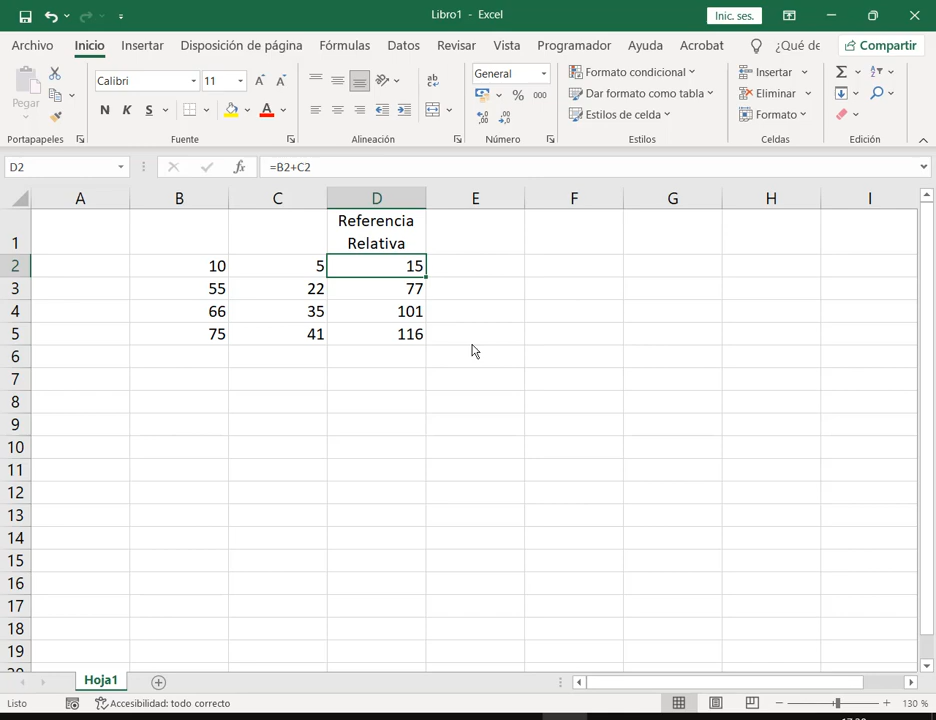 Libro1 - Excel
Inic. ses.
Archivo Inicio Insertar Disposición de página Fórmulas Datos Revisar Vista Programador Ayuda Acrobat ¿Qué de Compartir
Pegar
Calibri 11
N K S
A A
ab
General
% 000
Formato condicional
Dar formato como tabla
Estilos de celda
Insertar
Eliminar
Formato
Portapapeles Fuente Alineación Número Estilos Celdas Edición
D2 fx =B2+C2
A B C D E F G H I
Referencia
1 Relativa
2 10 5 15
3 55 22 77
4 66 35 101
5 75 41 116
6
7
8
9
10
11
12
13
14
15
16
17
18
19
Hoja1
Listo Accesibilidad: todo correcto 130 %